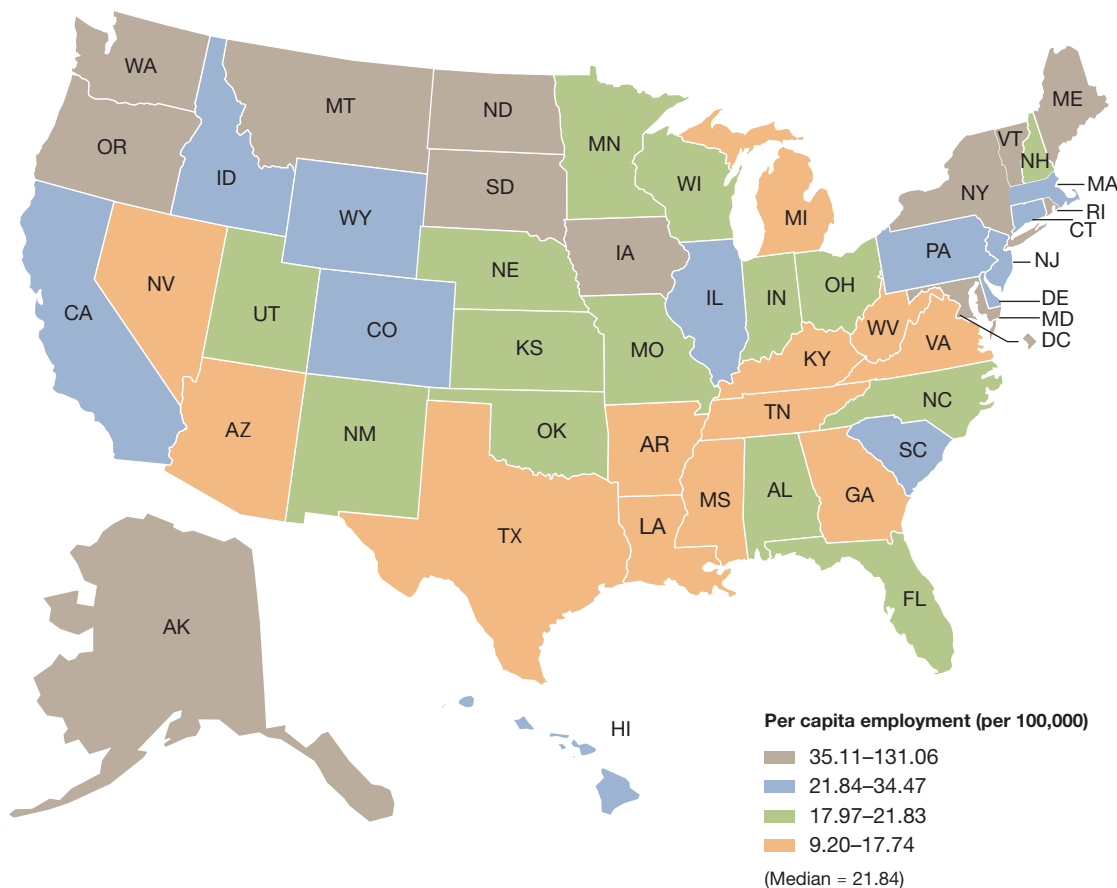 WA
MT
ND
ME
OR
MN
VT
NH
ID
SD
WI
NY
MA
WY
MI
RI
CT
IA
PA
NE
NJ
NV
OH
CA
UT
IL
IN
DE
CO
WV
MD
KS
MO
VA
DC
KY
NC
TN
AZ
OK
NM
AR
SC
AL
GA
MS
LA
TX
FL
AK
HI
Per capita employment (per 100,000)
35.11–131.06
21.84–34.47
17.97–21.83
9.20–17.74
(Median = 21.84)